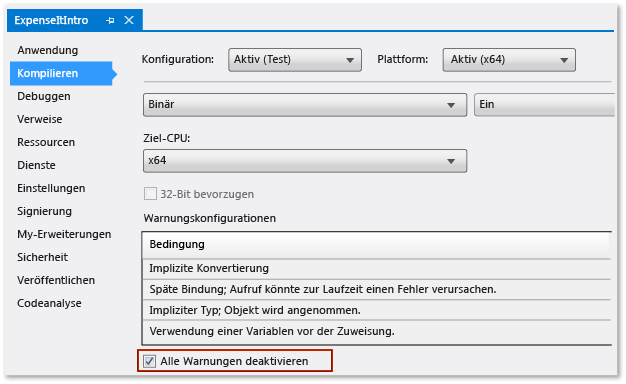 ExpenseItIntro
Anwendung
Kompilieren
Debuggen
Verweise
Ressourcen
Dienste
Einstellungen
Signierung
My-Erweiterungen
Sicherheit
Veröffentlichen
Codeanalyse
Konfiguration: Aktiv (Test) Plattform: Aktiv (x64)
Binär Ein
Ziel-CPU:
x64
32-Bit bevorzugen
Warnungskonfigurationen
Bedingung
Implizite Konvertierung
Späte Bindung; Aufruf könnte zur Laufzeit einen Fehler verursachen.
Impliziter Typ; Objekt wird angenommen.
Verwendung einer Variablen vor der Zuweisung.
Alle Warnungen deaktivieren